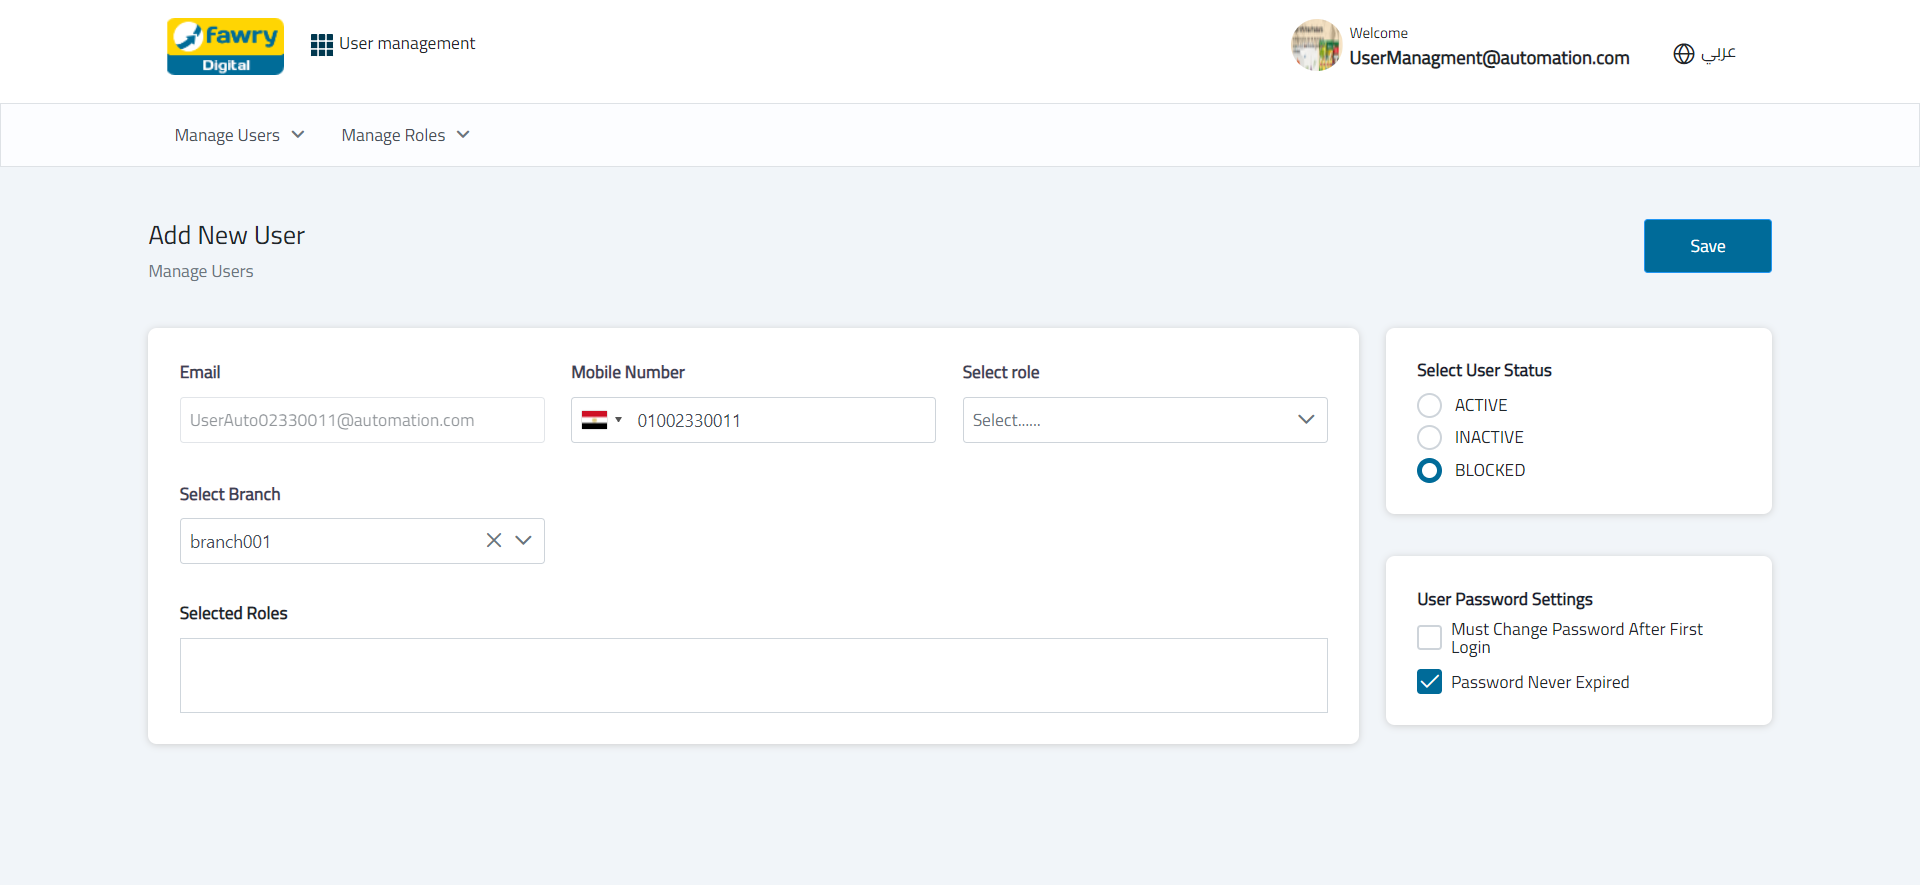 fawry
Digital
User management
Welcome
UserManagment@automation.com
عربي
Manage Users
Manage Roles
Add New User
Manage Users
Save
Email
Mobile Number
Select role
UserAuto02330011@automation.com
01002330011
Select......
Select Branch
branch001
Selected Roles
Select User Status
ACTIVE
INACTIVE
BLOCKED
User Password Settings
Must Change Password After First
Login
Password Never Expired